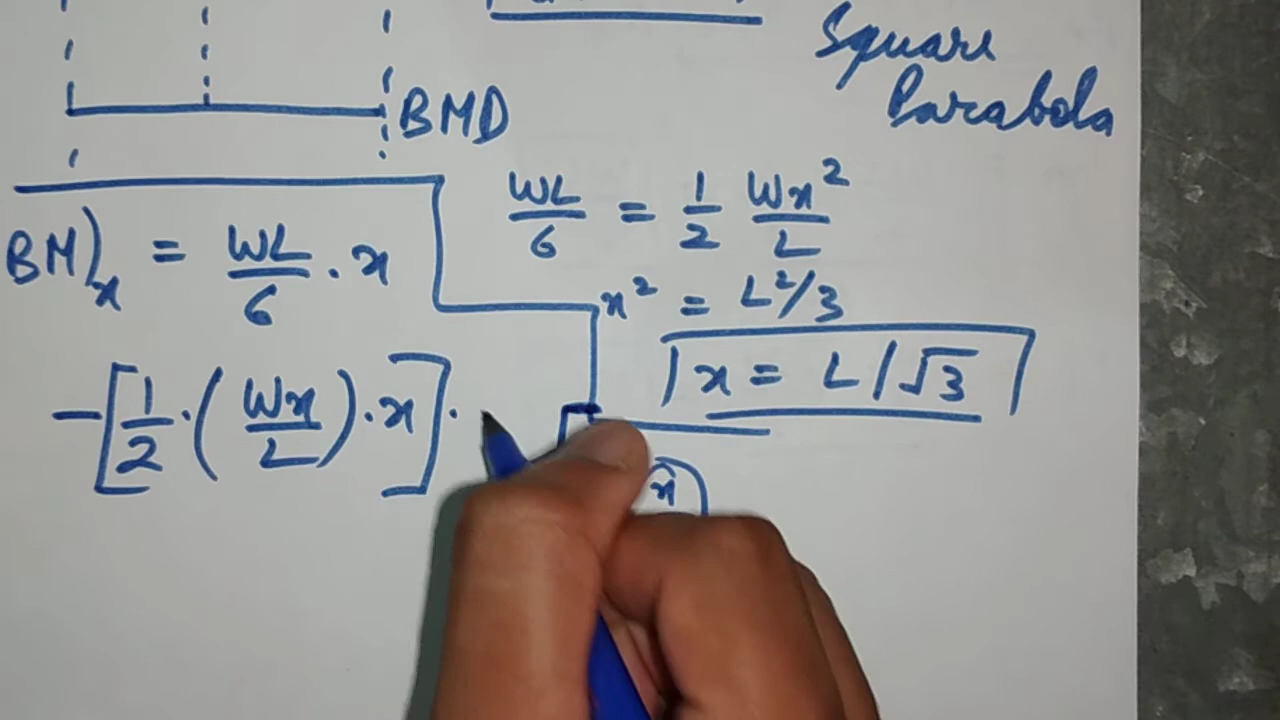 Square
Parabola
BMD
WL/6 = 1/2 Wx²/L
BM)x = WL/6 . x
x² = L²/3
x = L/√3
-[1/2 . (Wx/L) . x] .
x